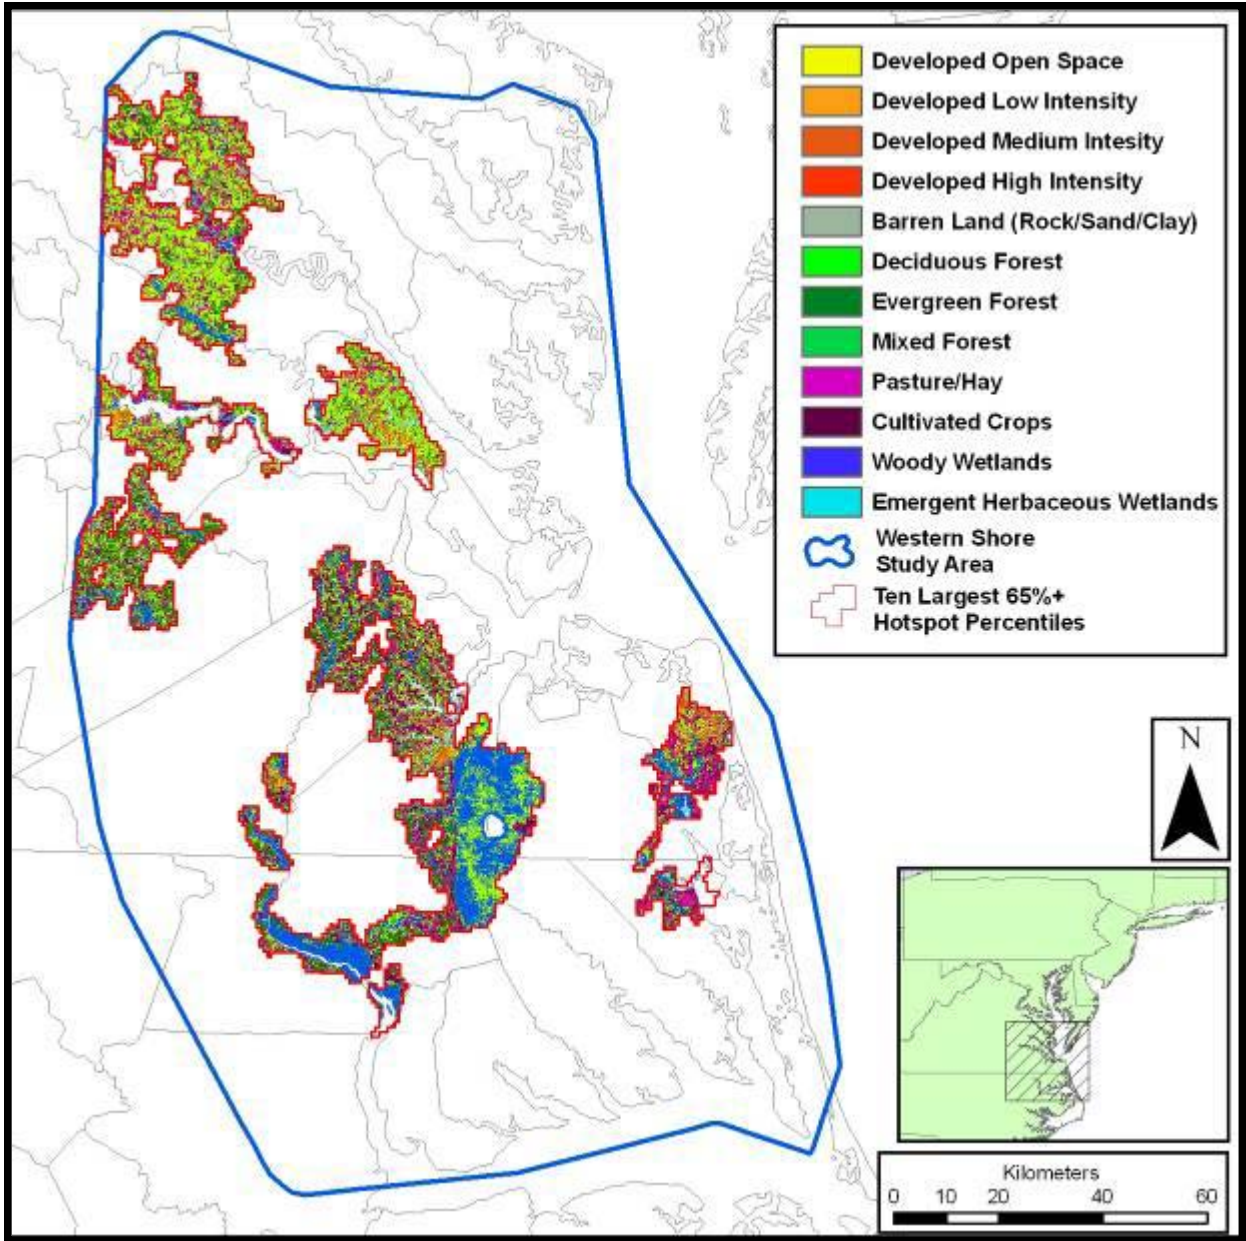 Developed Open Space
Developed Low Intensity
Developed Medium Intesity
Developed High Intensity
Barren Land (Rock/Sand/Clay)
Deciduous Forest
Evergreen Forest
Mixed Forest
Pasture/Hay
Cultivated Crops
Woody Wetlands
Emergent Herbaceous Wetlands
Western Shore
Study Area
Ten Largest 65%+
Hotspot Percentiles
N
Kilometers
0 10 20 40 60